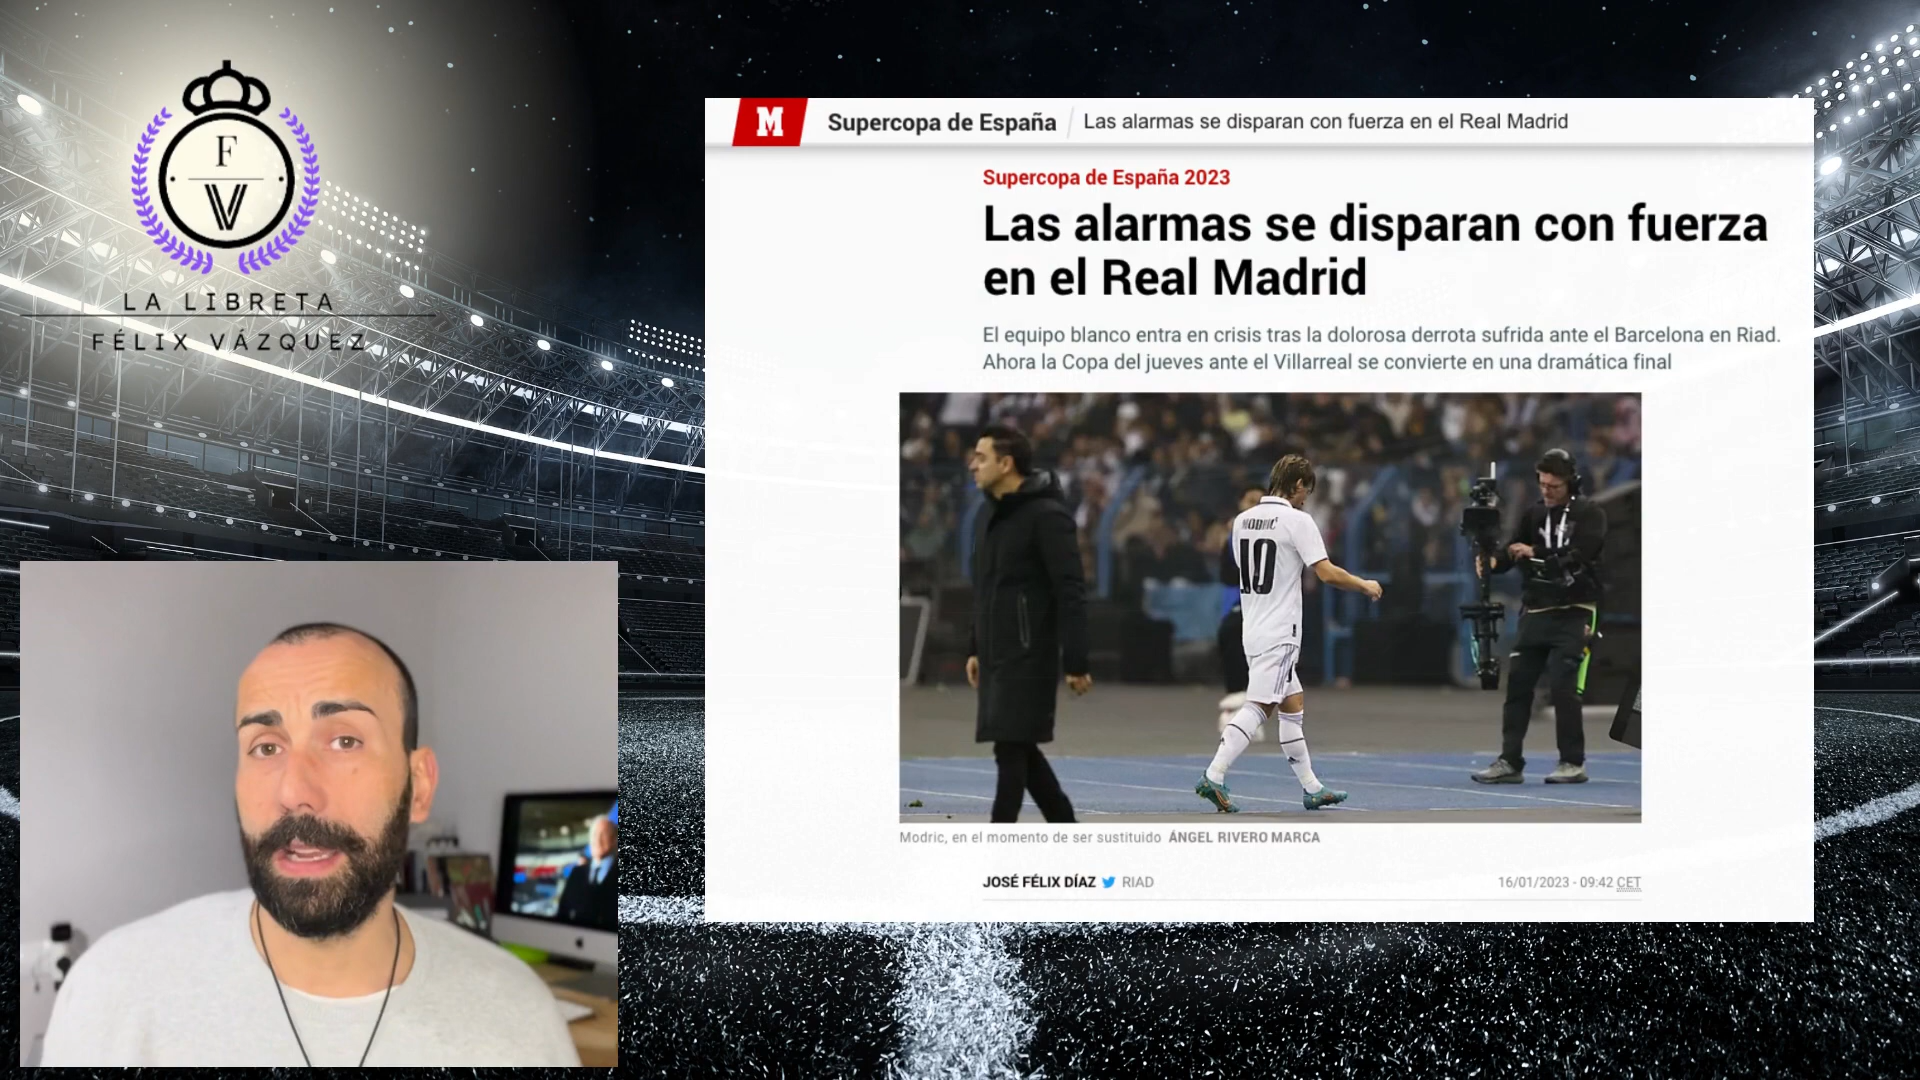 F
V
LA LIBRETA
FÉLIX VÁZQUEZ
M
Supercopa de España
Las alarmas se disparan con fuerza en el Real Madrid
Supercopa de España 2023
Las alarmas se disparan con fuerza
en el Real Madrid
El equipo blanco entra en crisis tras la dolorosa derrota sufrida ante el Barcelona en Riad.
Ahora la Copa del jueves ante el Villarreal se convierte en una dramática final
MODRIĆ
10
Modric, en el momento de ser sustituido ÁNGEL RIVERO MARCA
JOSÉ FÉLIX DÍAZ RIAD
16/01/2023 - 09:42 CET